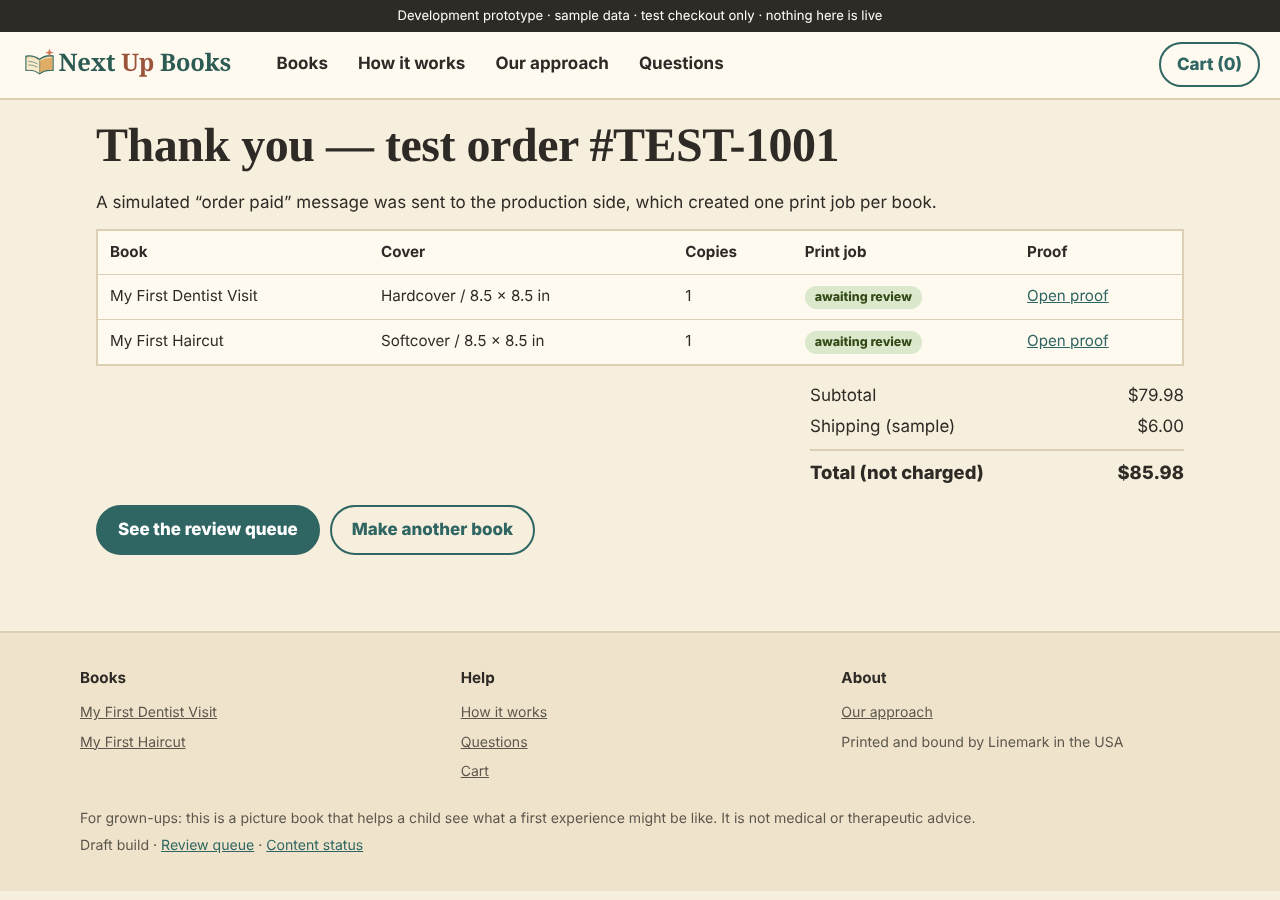 Development prototype · sample data · test checkout only · nothing here is live
Next Up Books
Books How it works Our approach Questions
Cart (0)
Thank you — test order #TEST-1001
A simulated “order paid” message was sent to the production side, which created one print job per book.
Book Cover Copies Print job Proof
My First Dentist Visit Hardcover / 8.5 × 8.5 in 1 awaiting review Open proof
My First Haircut Softcover / 8.5 × 8.5 in 1 awaiting review Open proof
Subtotal $79.98
Shipping (sample) $6.00
Total (not charged) $85.98
See the review queue Make another book
Books
My First Dentist Visit
My First Haircut
Help
How it works
Questions
Cart
About
Our approach
Printed and bound by Linemark in the USA
For grown-ups: this is a picture book that helps a child see what a first experience might be like. It is not medical or therapeutic advice.
Draft build · Review queue · Content status